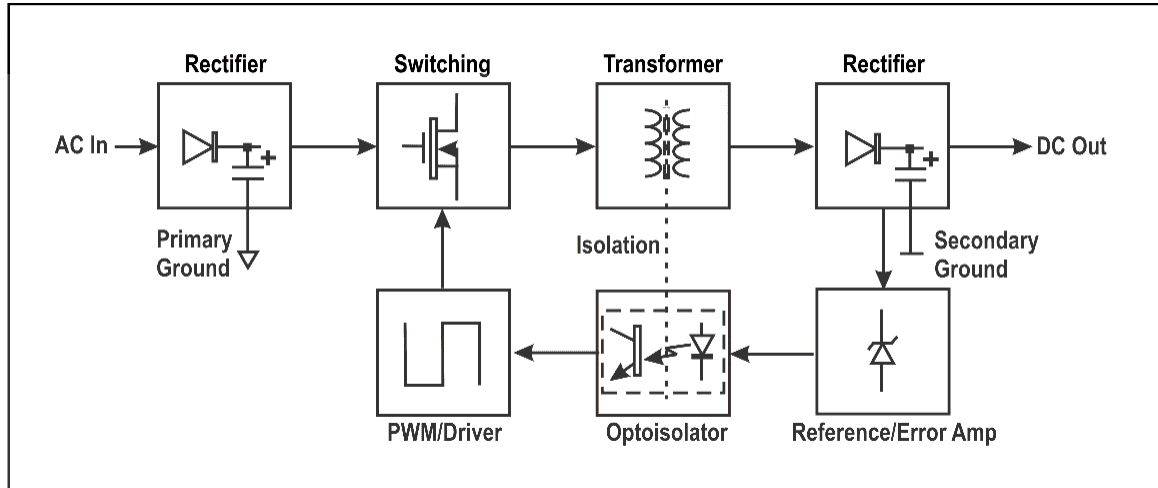 Rectifier
Switching
Transformer
Rectifier
AC In
+
+
DC Out
Primary
Ground
Isolation
Secondary
Ground
PWM/Driver
Optoisolator
Reference/Error Amp